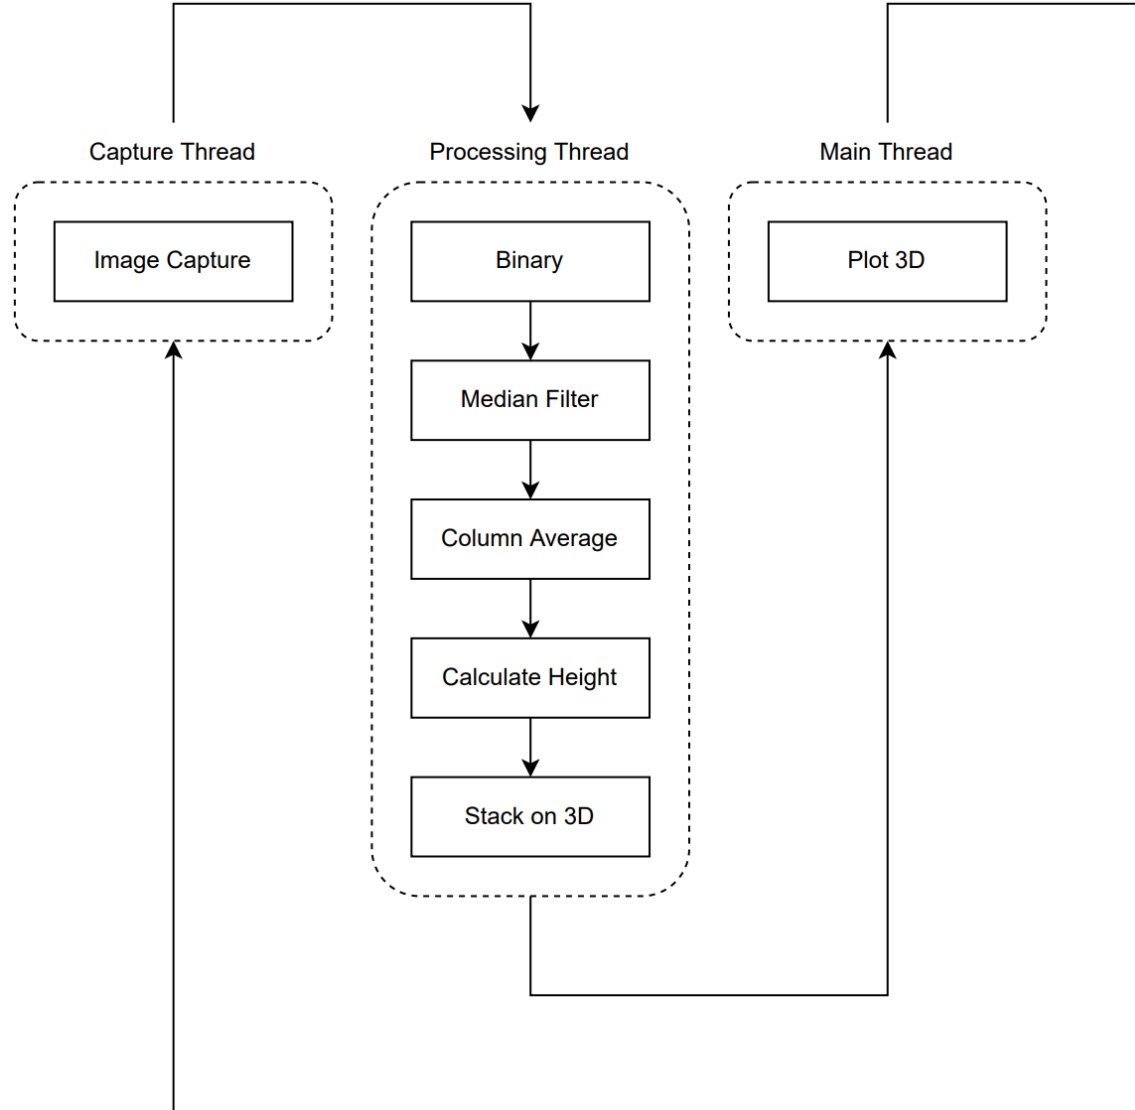 Capture Thread
Processing Thread
Main Thread
Image Capture
Binary
Plot 3D
Median Filter
Column Average
Calculate Height
Stack on 3D